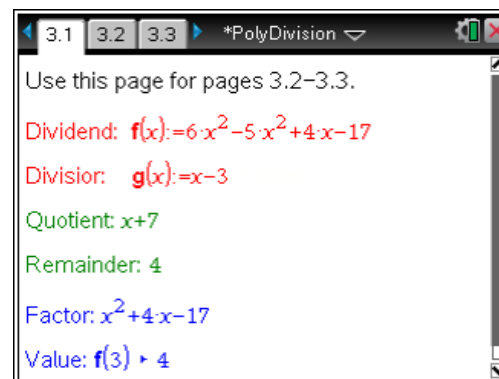 3.1 3.2 3.3 *PolyDivision
Use this page for pages 3.2–3.3.
Dividend: f(x):=6·x²−5·x²+4·x−17
Divisior: g(x):=x−3
Quotient: x+7
Remainder: 4
Factor: x²+4·x−17
Value: f(3) ▸ 4